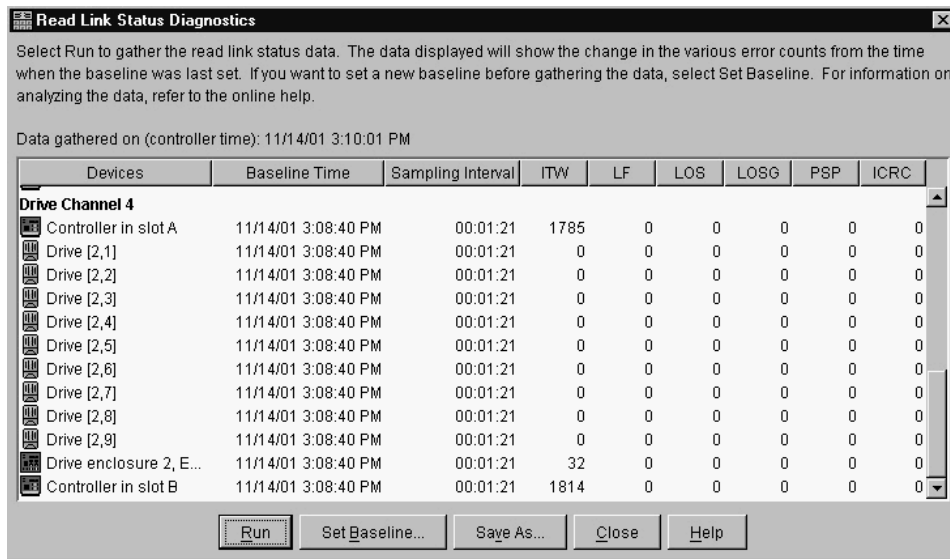 Read Link Status Diagnostics
Select Run to gather the read link status data. The data displayed will show the change in the various error counts from the time
when the baseline was last set. If you want to set a new baseline before gathering the data, select Set Baseline. For information on
analyzing the data, refer to the online help.
Data gathered on (controller time): 11/14/01 3:10:01 PM
Devices Baseline Time Sampling Interval ITW LF LOS LOSG PSP ICRC
Drive Channel 4
Controller in slot A 11/14/01 3:08:40 PM 00:01:21 1785 0 0 0 0 0
Drive [2,1] 11/14/01 3:08:40 PM 00:01:21 0 0 0 0 0 0
Drive [2,2] 11/14/01 3:08:40 PM 00:01:21 0 0 0 0 0 0
Drive [2,3] 11/14/01 3:08:40 PM 00:01:21 0 0 0 0 0 0
Drive [2,4] 11/14/01 3:08:40 PM 00:01:21 0 0 0 0 0 0
Drive [2,5] 11/14/01 3:08:40 PM 00:01:21 0 0 0 0 0 0
Drive [2,6] 11/14/01 3:08:40 PM 00:01:21 0 0 0 0 0 0
Drive [2,7] 11/14/01 3:08:40 PM 00:01:21 0 0 0 0 0 0
Drive [2,8] 11/14/01 3:08:40 PM 00:01:21 0 0 0 0 0 0
Drive [2,9] 11/14/01 3:08:40 PM 00:01:21 0 0 0 0 0 0
Drive enclosure 2, E... 11/14/01 3:08:40 PM 00:01:21 32 0 0 0 0 0
Controller in slot B 11/14/01 3:08:40 PM 00:01:21 1814 0 0 0 0 0
Run Set Baseline... Save As... Close Help